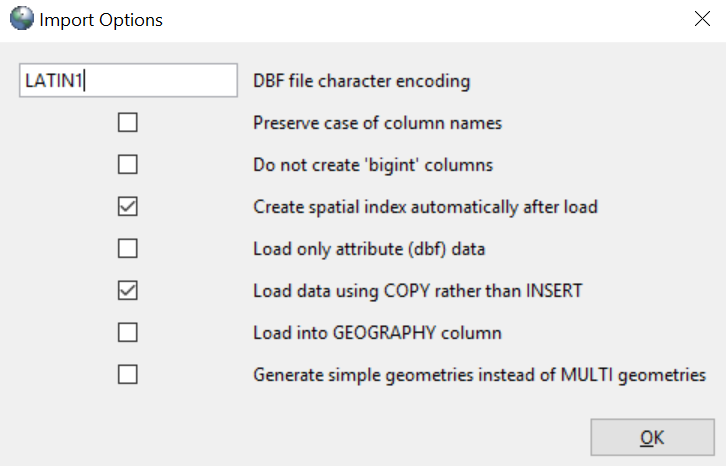 Import Options
LATIN1 DBF file character encoding
Preserve case of column names
Do not create 'bigint' columns
Create spatial index automatically after load
Load only attribute (dbf) data
Load data using COPY rather than INSERT
Load into GEOGRAPHY column
Generate simple geometries instead of MULTI geometries
OK